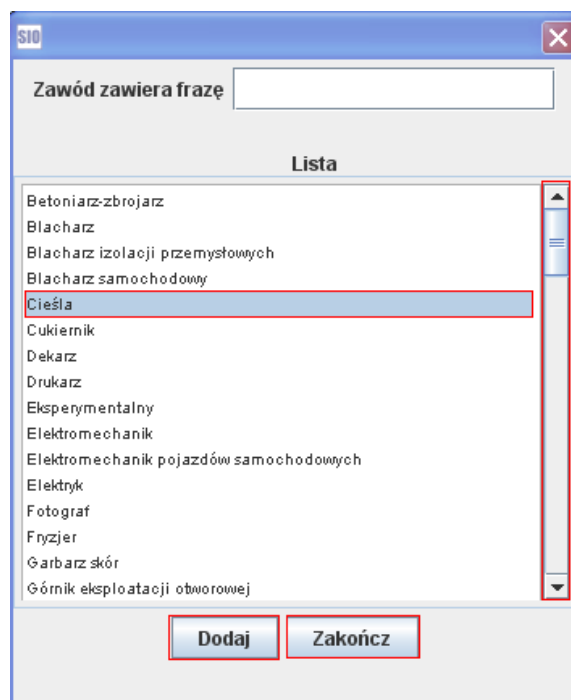 SIO
Zawód zawiera frazę
Lista
Betoniarz-zbrojarz
Blacharz
Blacharz izolacji przemysłowych
Blacharz samochodowy
Cieśla
Cukiernik
Dekarz
Drukarz
Eksperymentalny
Elektromechanik
Elektromechanik pojazdów samochodowych
Elektryk
Fotograf
Fryzjer
Garbarz skór
Górnik eksploatacji otworowej
Dodaj Zakończ